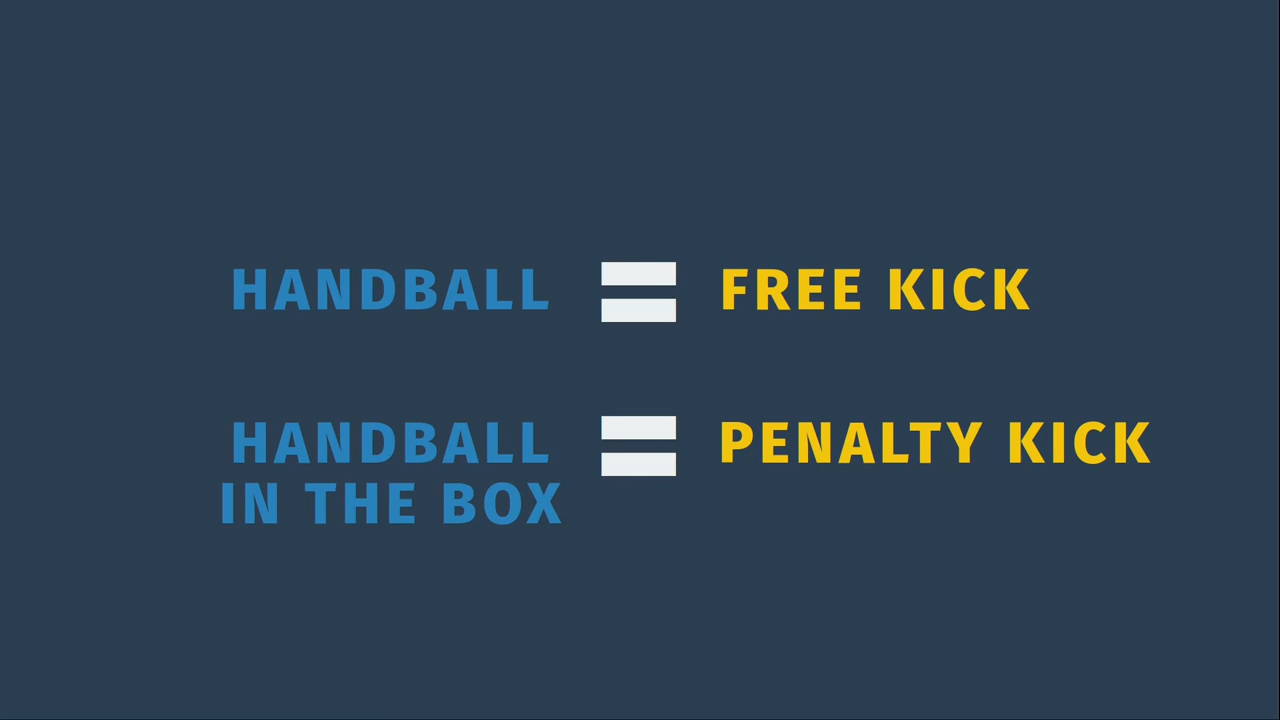 HANDBALL = FREE KICK
HANDBALL = PENALTY KICK
IN THE BOX